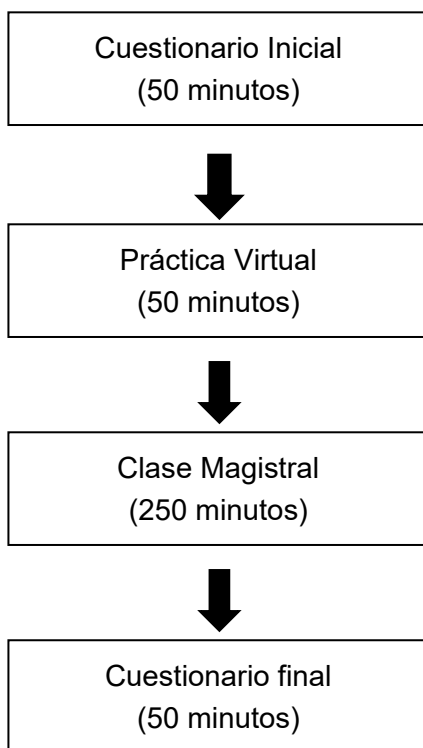 Cuestionario Inicial
(50 minutos)
Práctica Virtual
(50 minutos)
Clase Magistral
(250 minutos)
Cuestionario final
(50 minutos)